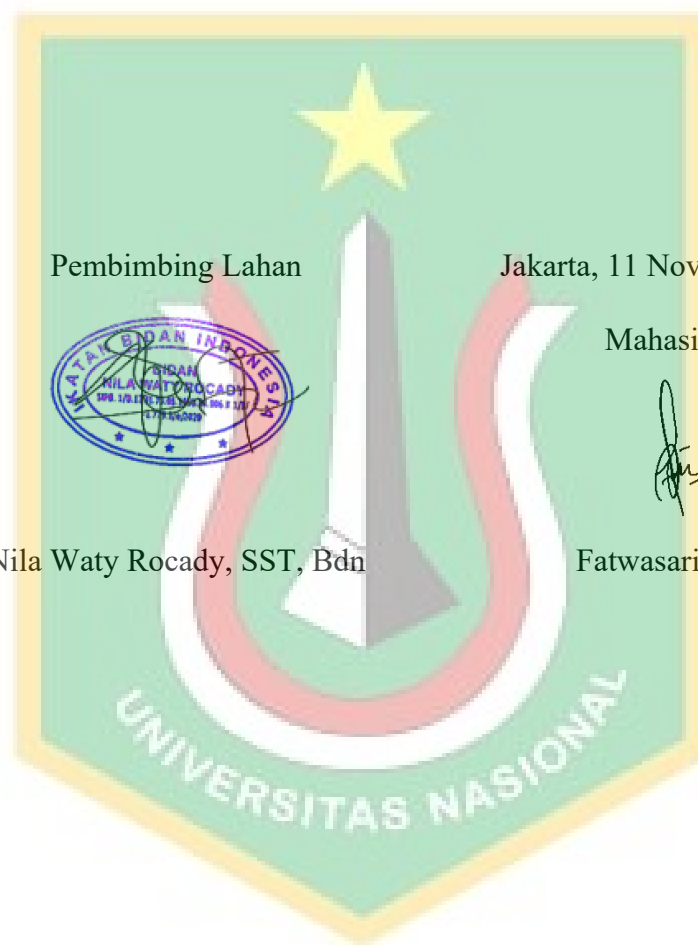 Pembimbing Lahan
Jakarta, 11 Nov
Mahasi
IKATAN BIDAN INDONESIA
BIDAN
NILA WATY ROCADY
Nila Waty Rocady, SST, Bdn
Fatwasari
UNIVERSITAS NASIONAL